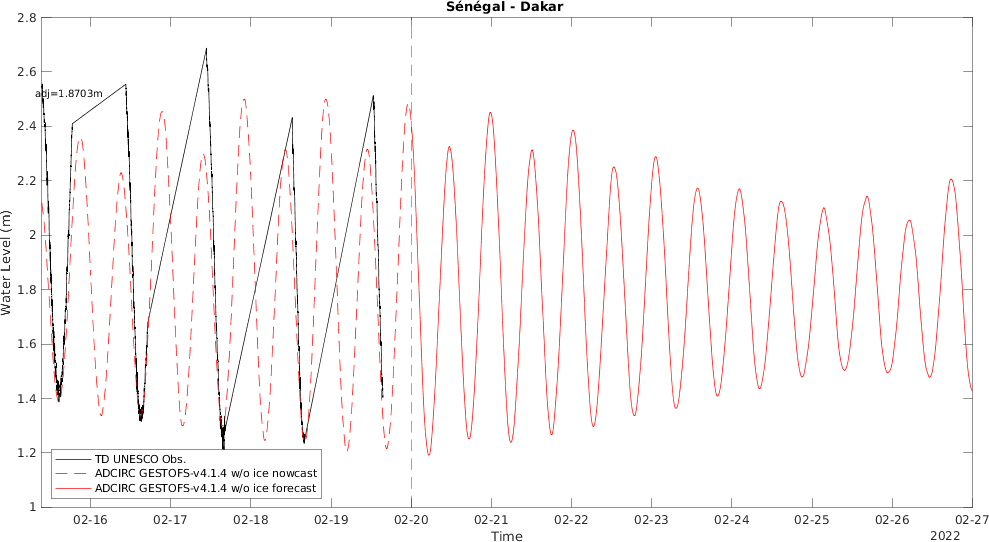 Sénégal - Dakar
2.8
2.6
2.4
2.2
2
1.8
1.6
1.4
1.2
1
Water Level (m)
adj=1.8703m
TD UNESCO Obs.
ADCIRC GESTOFS-v4.1.4 w/o ice nowcast
ADCIRC GESTOFS-v4.1.4 w/o ice forecast
02-16 02-17 02-18 02-19 02-20 02-21 02-22 02-23 02-24 02-25 02-26 02-27
Time
2022